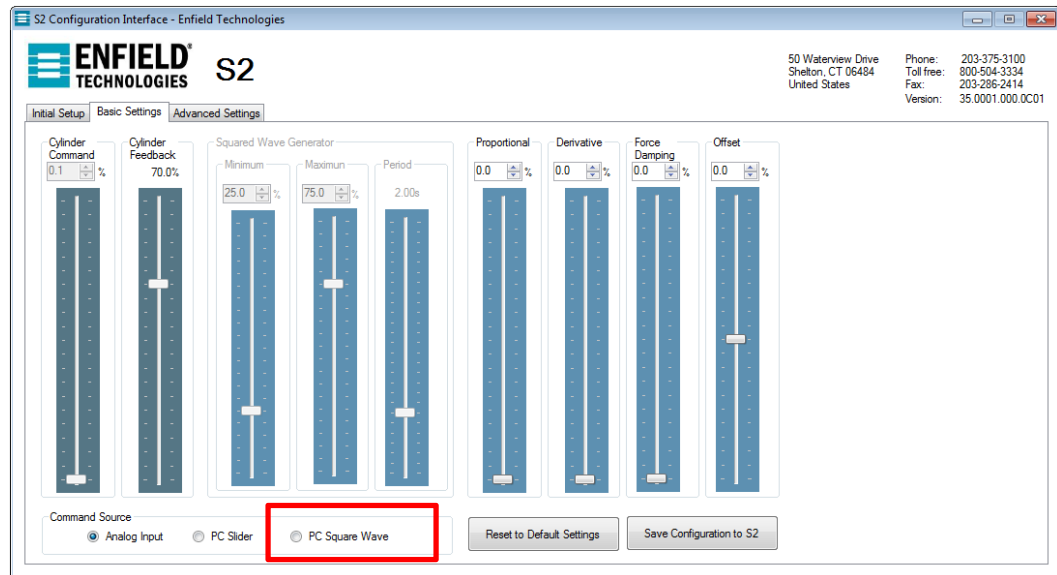 S2 Configuration Interface - Enfield Technologies
ENFIELD®
TECHNOLOGIES
S2
50 Waterview Drive
Shelton, CT 06484
United States
Phone: 203-375-3100
Toll free: 800-504-3334
Fax: 203-286-2414
Version: 35.0001.000.0C01
Initial Setup Basic Settings Advanced Settings
Cylinder Command
0.1 %
Cylinder Feedback
70.0%
Squared Wave Generator
Minimum
25.0 %
Maximun
75.0 %
Period
2.00s
Proportional
0.0 %
Derivative
0.0 %
Force Damping
0.0 %
Offset
0.0 %
Command Source
Analog Input PC Slider PC Square Wave
Reset to Default Settings
Save Configuration to S2